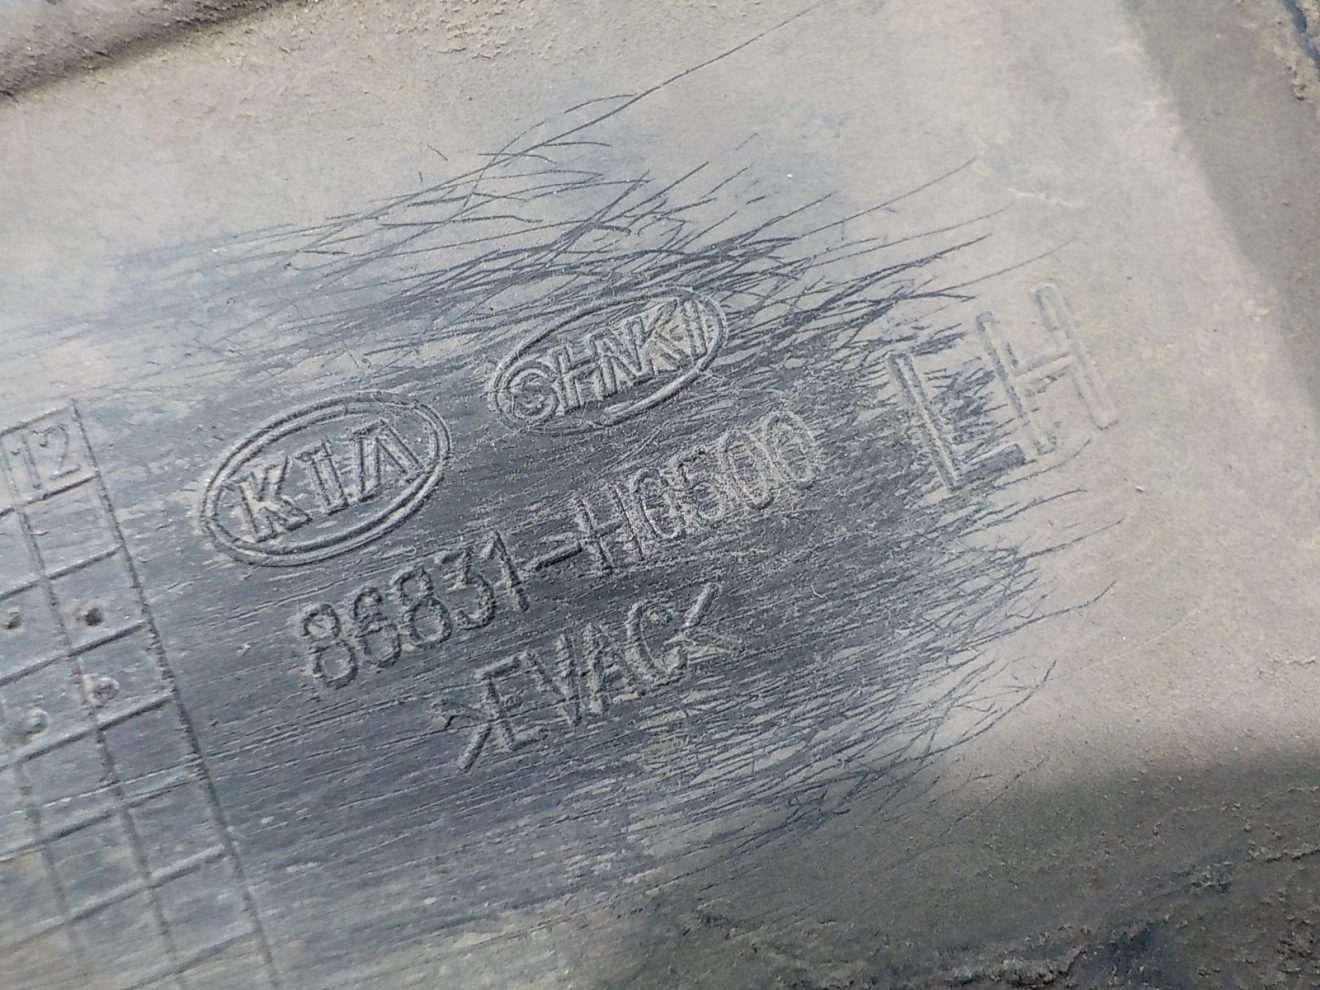 SHNKI
LH
KIA
86831-H0500
>EVAC<
12